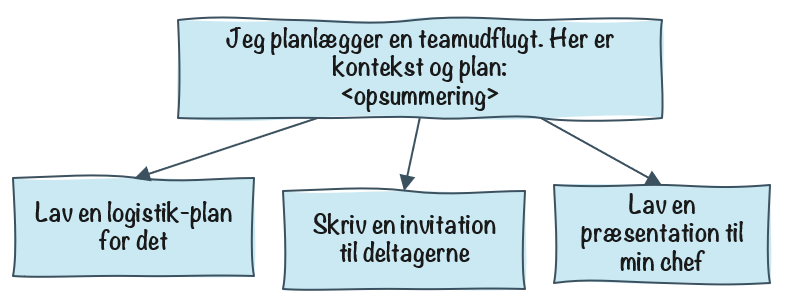 Jeg planlægger en teamudflugt. Her er
kontekst og plan:
<opsummering>
Lav en logistik-plan
for det
Skriv en invitation
til deltagerne
Lav en
præsentation til
min chef